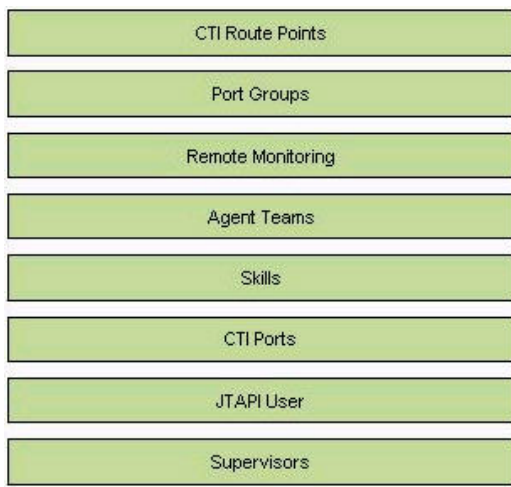 CTI Route Points
Port Groups
Remote Monitoring
Agent Teams
Skills
CTI Ports
JTAPI User
Supervisors